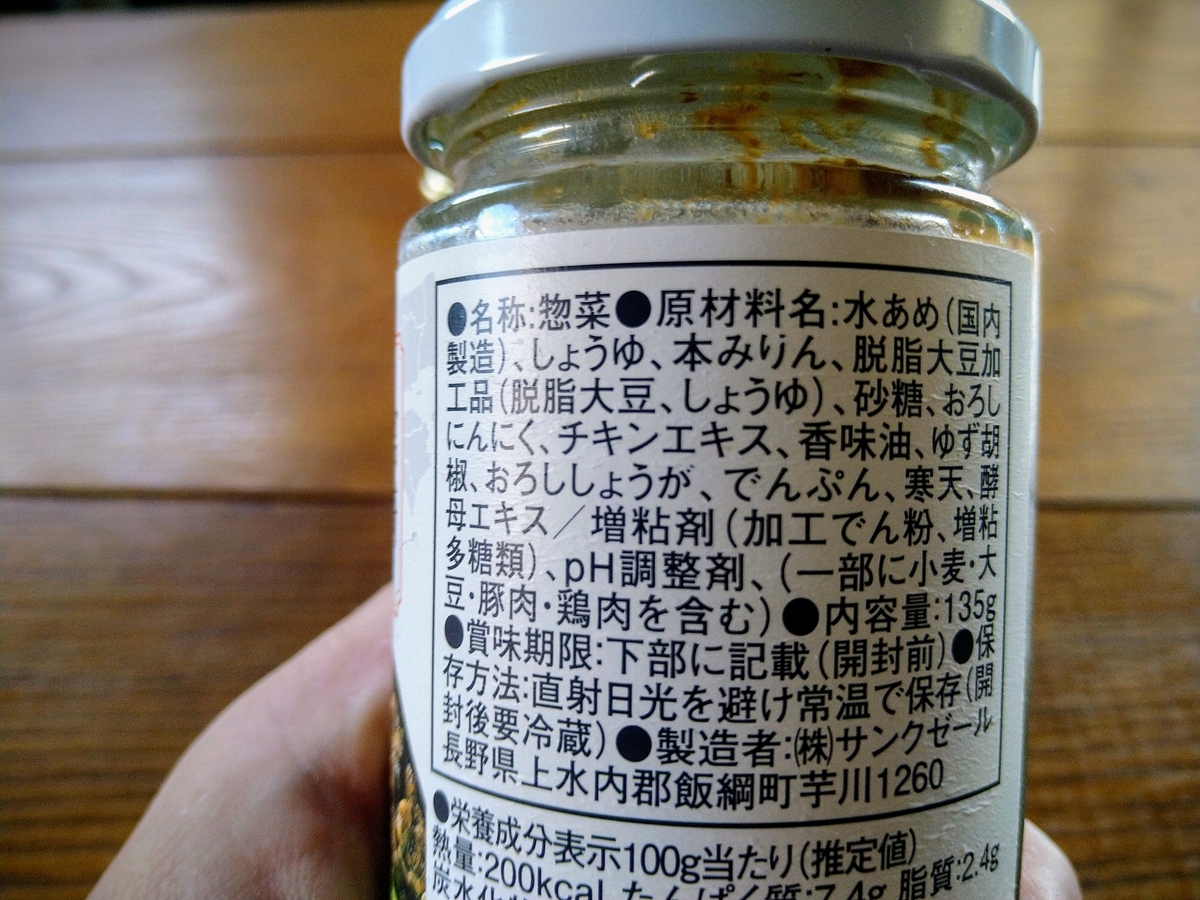 ●名称:惣菜●原材料名:水あめ(国内
製造)、しょうゆ、本みりん、脱脂大豆加
工品(脱脂大豆、しょうゆ)、砂糖、おろし
にんにく、チキンエキス、香味油、ゆず胡
椒、おろししょうが、でんぷん、寒天、酵
母エキス/増粘剤(加工でん粉、増粘
多糖類)、pH調整剤、(一部に小麦・大
豆・豚肉・鶏肉を含む)●内容量:135g
●賞味期限:下部に記載(開封前)●保
存方法:直射日光を避け常温で保存(開
封後要冷蔵)●製造者:㈱サンクゼール
長野県上水内郡飯綱町芋川1260
●栄養成分表示100g当たり(推定値)
熱量:200kcal、たんぱく質:7.4g、脂質:2.4g
炭水化